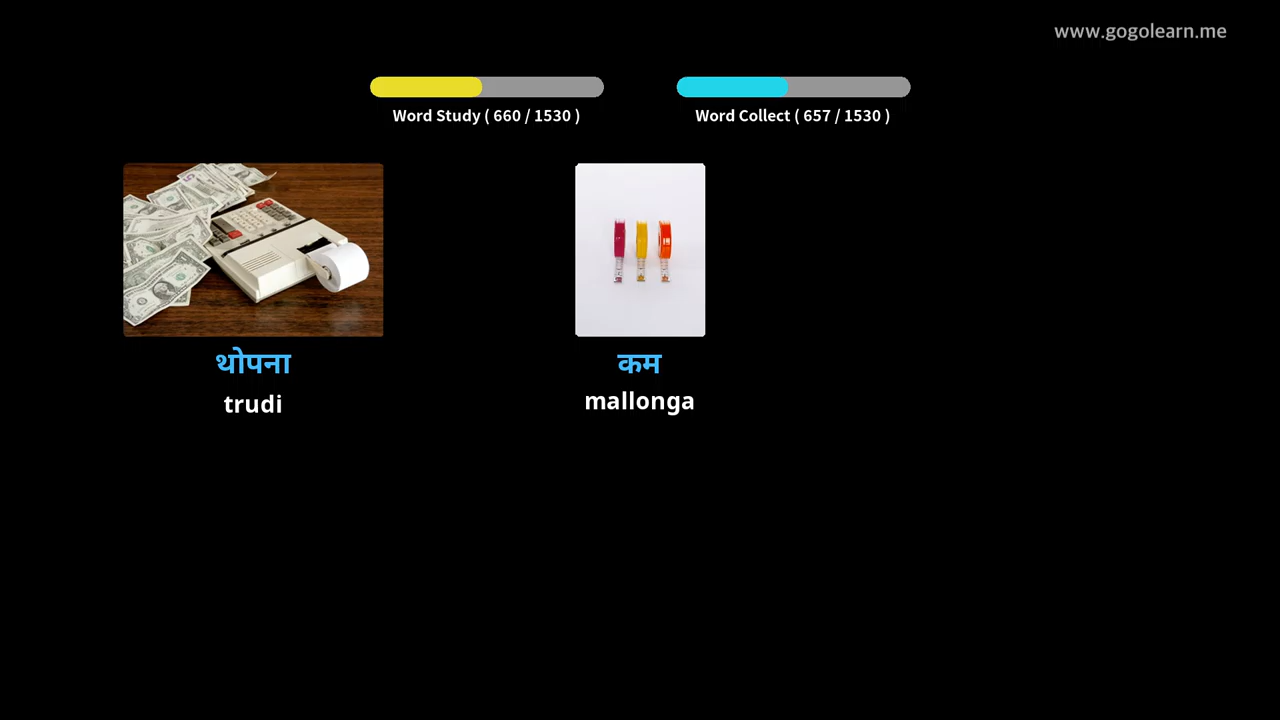 www.gogolearn.me
Word Study ( 660 / 1530 )
Word Collect ( 657 / 1530 )
थोपना
trudi
कम
mallonga